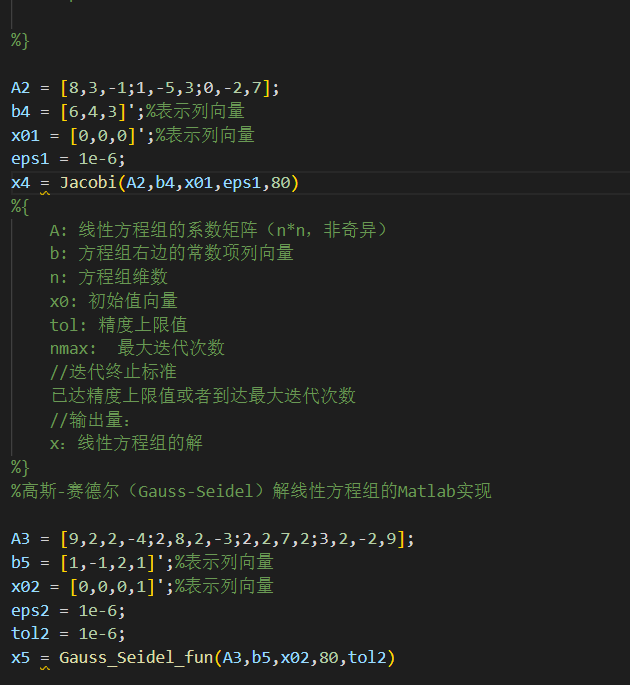 %}
A2 = [8,3,-1;1,-5,3;0,-2,7];
b4 = [6,4,3]';%表示列向量
x01 = [0,0,0]';%表示列向量
eps1 = 1e-6;
x4 = Jacobi(A2,b4,x01,eps1,80)
%{
A: 线性方程组的系数矩阵（n*n，非奇异）
b: 方程组右边的常数项列向量
n: 方程组维数
x0: 初始值向量
tol: 精度上限值
nmax:  最大迭代次数
//迭代终止标准
已达精度上限值或者到达最大迭代次数
//输出量：
x：线性方程组的解
%}
%高斯-赛德尔（Gauss-Seidel）解线性方程组的Matlab实现
A3 = [9,2,2,-4;2,8,2,-3;2,2,7,2;3,2,-2,9];
b5 = [1,-1,2,1]';%表示列向量
x02 = [0,0,0,1]';%表示列向量
eps2 = 1e-6;
tol2 = 1e-6;
x5 = Gauss_Seidel_fun(A3,b5,x02,80,tol2)